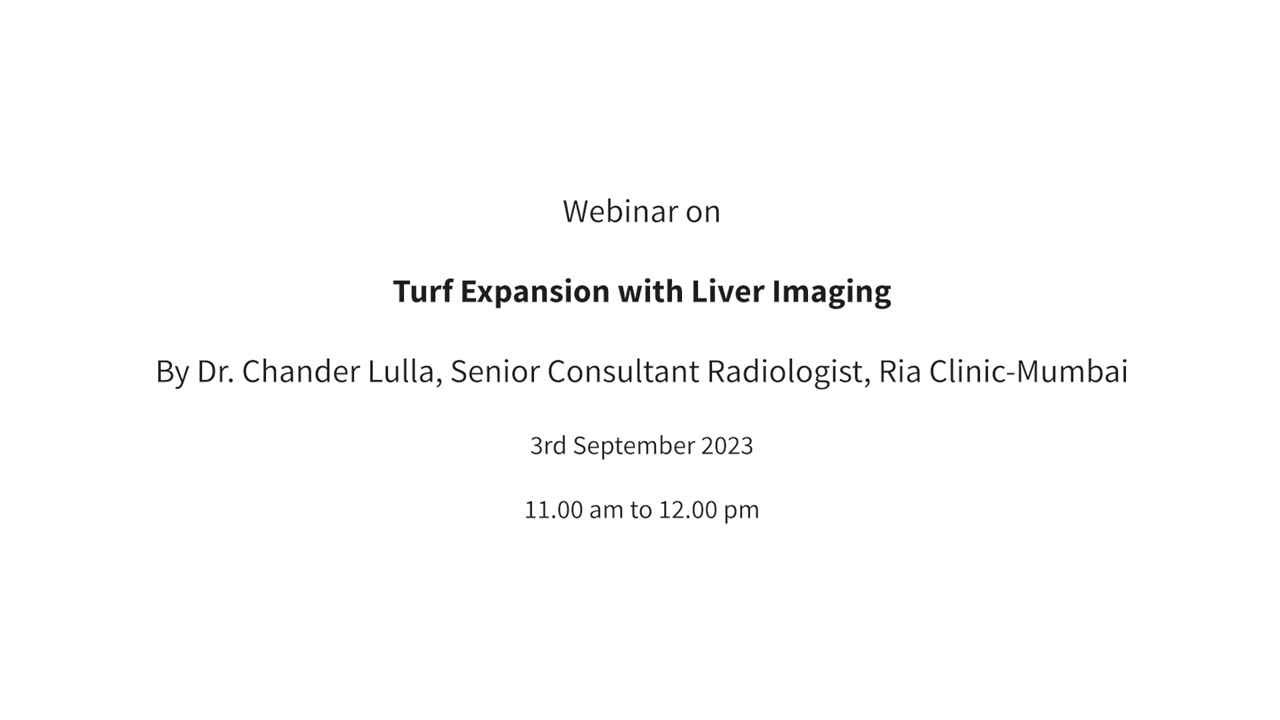 Webinar on
Turf Expansion with Liver Imaging
By Dr. Chander Lulla, Senior Consultant Radiologist, Ria Clinic-Mumbai
3rd September 2023
11.00 am to 12.00 pm